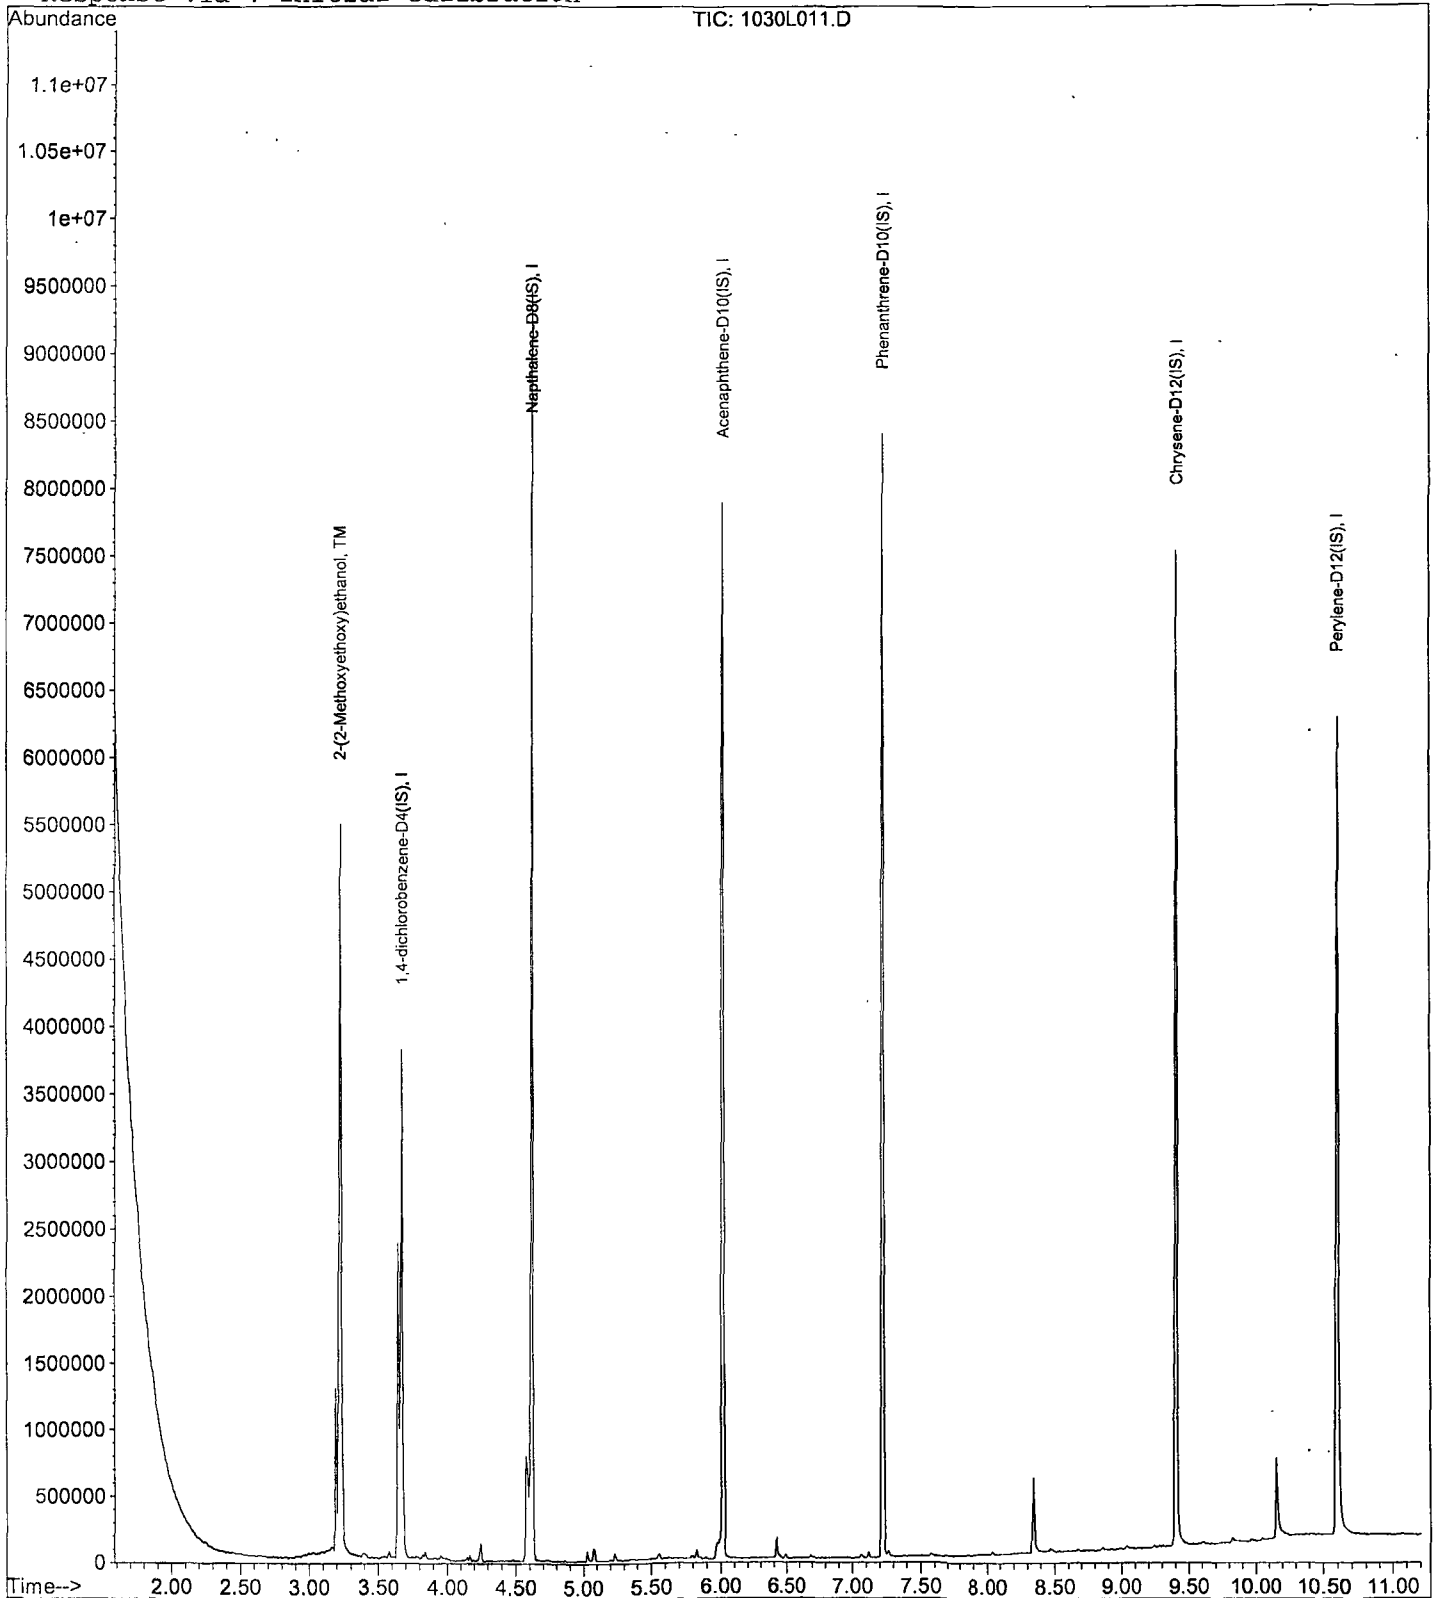 Response via : Initial Calibration
Abundance
TIC: 1030L011.D
1.1e+07
1.05e+07
1e+07
9500000
9000000
8500000
8000000
7500000
7000000
6500000
6000000
5500000
5000000
4500000
4000000
3500000
3000000
2500000
2000000
1500000
1000000
500000
0
2-(2-Methoxyethoxy)ethanol, TM
1,4-dichlorobenzene-D4(IS), I
Napthalene-D8(IS), I
Acenaphthene-D10(IS), I
Phenanthrene-D10(IS), I
Chrysene-D12(IS), I
Perylene-D12(IS), I
Time--> 2.00 2.50 3.00 3.50 4.00 4.50 5.00 5.50 6.00 6.50 7.00 7.50 8.00 8.50 9.00 9.50 10.00 10.50 11.00